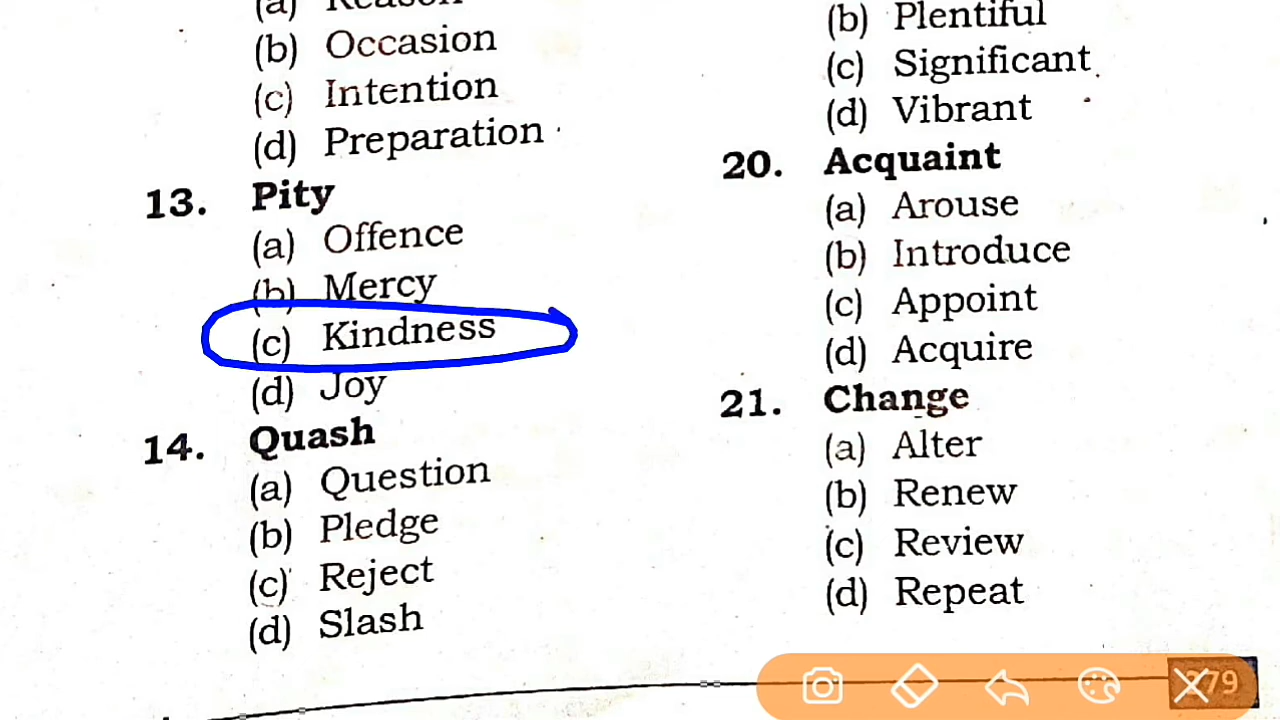 (a) Reason
(b) Occasion
(c) Intention
(d) Preparation
13. Pity
(a) Offence
(b) Mercy
(c) Kindness
(d) Joy
14. Quash
(a) Question
(b) Pledge
(c) Reject
(d) Slash
(b) Plentiful
(c) Significant
(d) Vibrant
20. Acquaint
(a) Arouse
(b) Introduce
(c) Appoint
(d) Acquire
21. Change
(a) Alter
(b) Renew
(c) Review
(d) Repeat